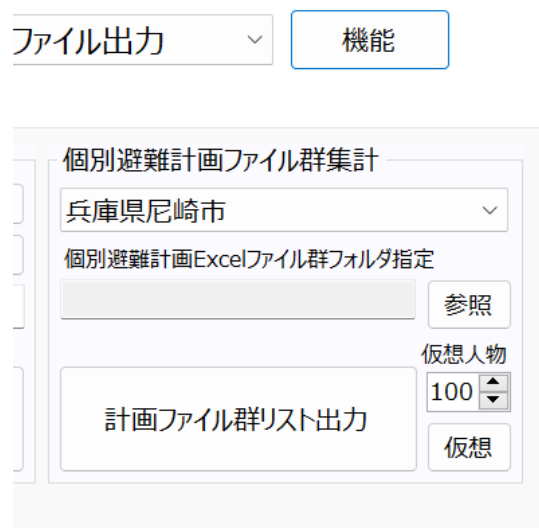 ファイル出力
機能
個別避難計画ファイル群集計
兵庫県尼崎市
個別避難計画Excelファイル群フォルダ指定
参照
仮想人物
100
計画ファイル群リスト出力
仮想